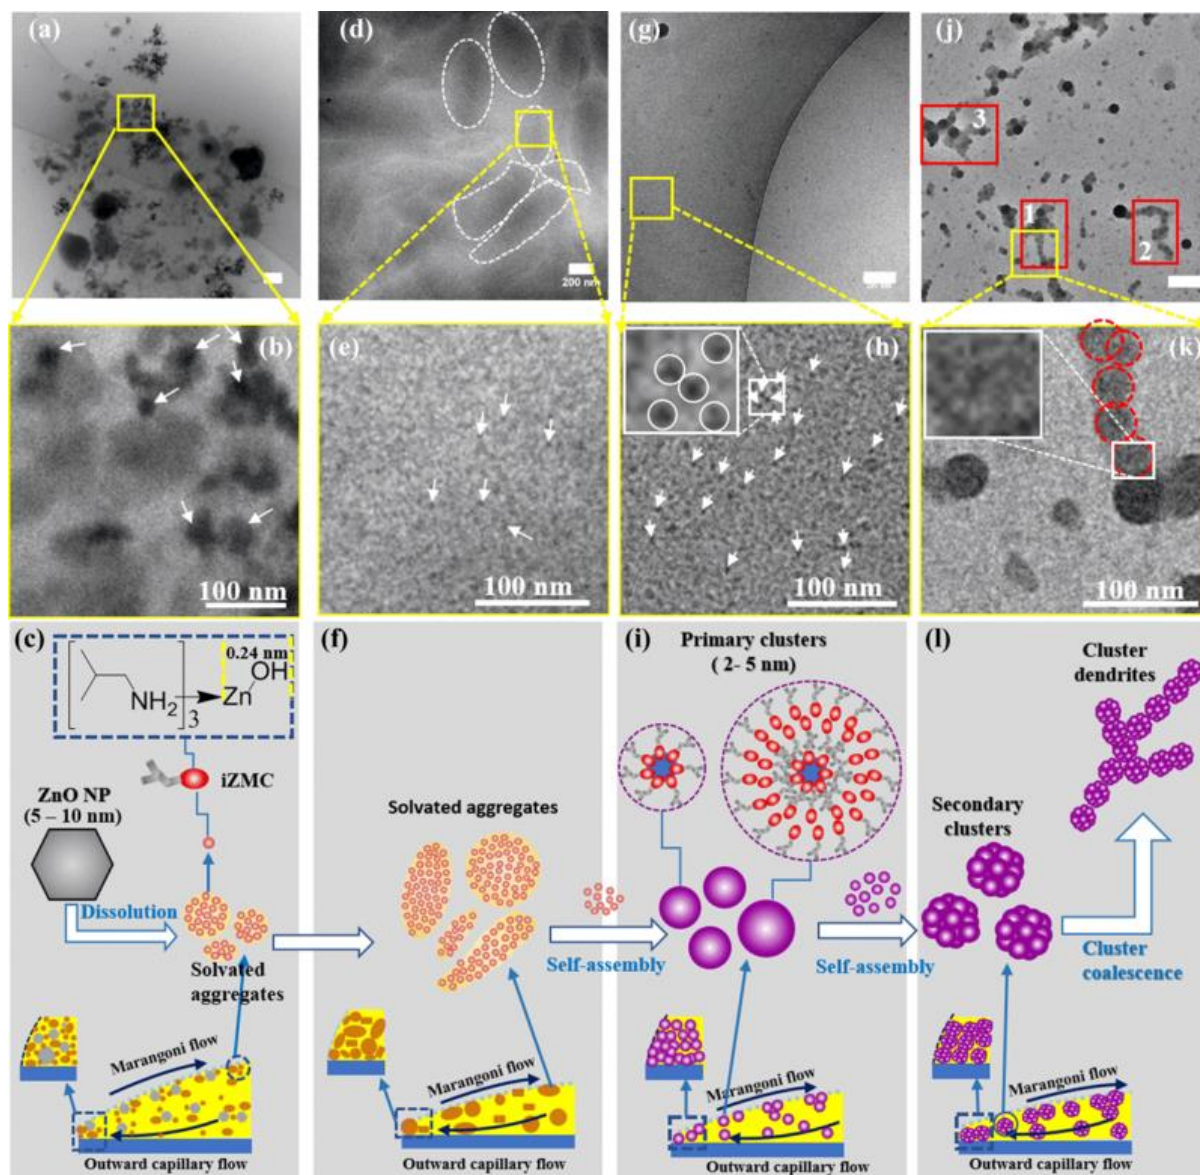 (a)
(d)
(g)
(j)
3
1
2
200 nm
(b)
(e)
(h)
(k)
100 nm
100 nm
100 nm
100 nm
(c)
0.24 nm
OH
NH2
Zn
3
iZMC
ZnO NP
(5 – 10 nm)
Dissolution
Solvated
aggregates
Marangoni flow
Outward capillary flow
(f)
Solvated aggregates
Self-assembly
Marangoni flow
Outward capillary flow
(i)
Primary clusters
( 2- 5 nm)
Self-assembly
Marangoni flow
Outward capillary flow
(l)
Cluster
dendrites
Secondary
clusters
Cluster
coalescence
Marangoni flow
Outward capillary flow